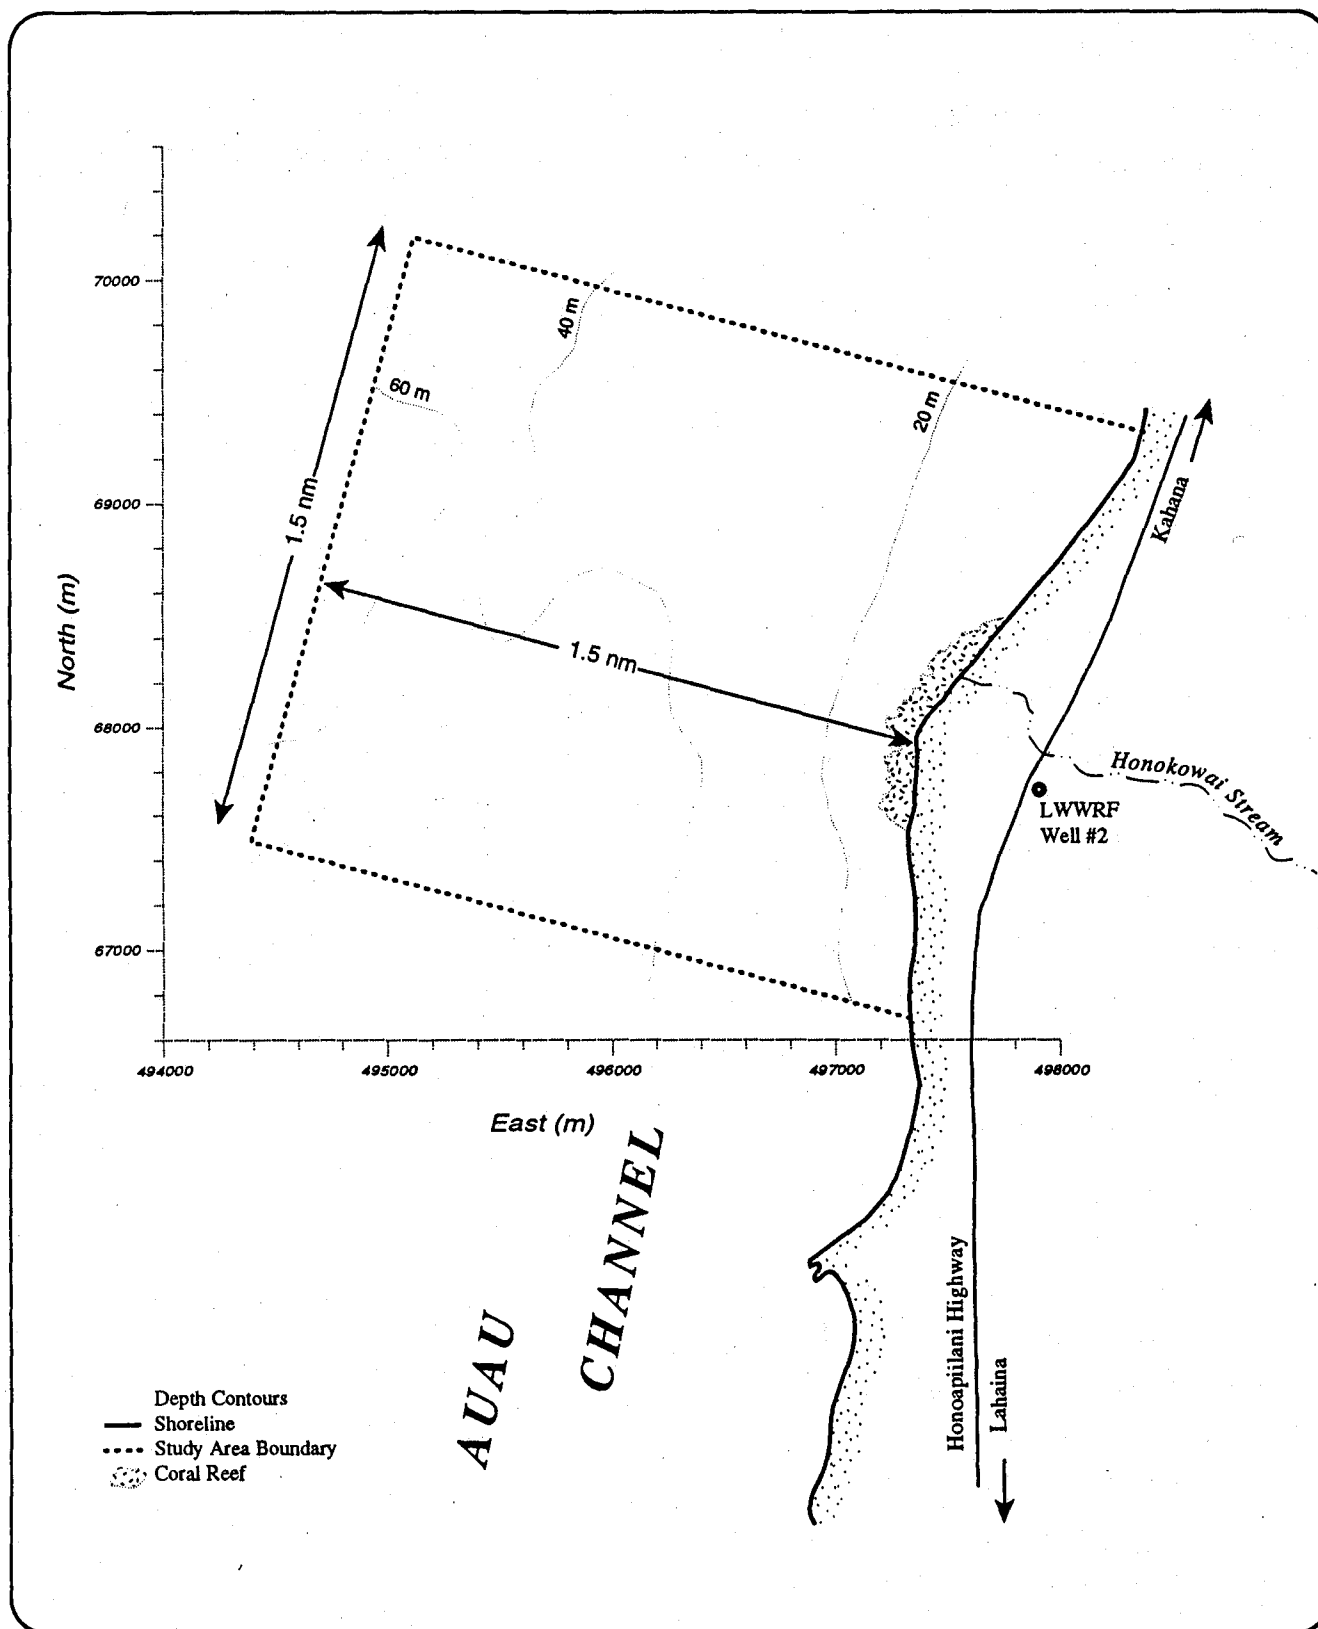 70000
40 m
60 m
20 m
1.5 nm
69000
Kahana
North (m)
1.5 nm
68000
Honokowai Stream
LWWRF
Well #2
67000
494000
495000
496000
497000
498000
East (m)
AUAU
CHANNEL
Honoapiilani Highway
Lahaina
Depth Contours
Shoreline
Study Area Boundary
Coral Reef